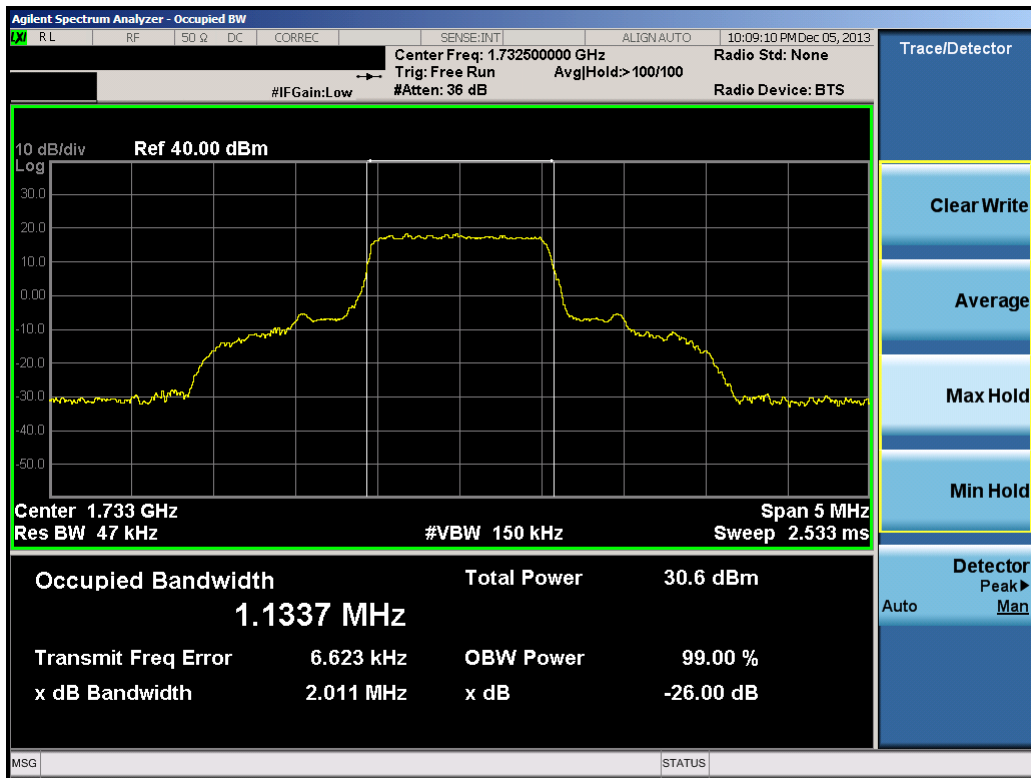 Agilent Spectrum Analyzer - Occupied BW
LXI RL RF 50 Ω DC CORREC SENSE:INT ALIGN AUTO 10:09:10 PM Dec 05, 2013
Center Freq: 1.732500000 GHz Radio Std: None
Trig: Free Run Avg|Hold:>100/100
#IFGain:Low #Atten: 36 dB Radio Device: BTS
Trace/Detector
10 dB/div Ref 40.00 dBm
Log
30.0
20.0
10.0
0.00
-10.0
-20.0
-30.0
-40.0
-50.0
Center 1.733 GHz Span 5 MHz
Res BW 47 kHz #VBW 150 kHz Sweep 2.533 ms
Clear Write
Average
Max Hold
Min Hold
Detector
Peak▶
Auto Man
Occupied Bandwidth Total Power 30.6 dBm
1.1337 MHz
Transmit Freq Error 6.623 kHz OBW Power 99.00 %
x dB Bandwidth 2.011 MHz x dB -26.00 dB
MSG STATUS